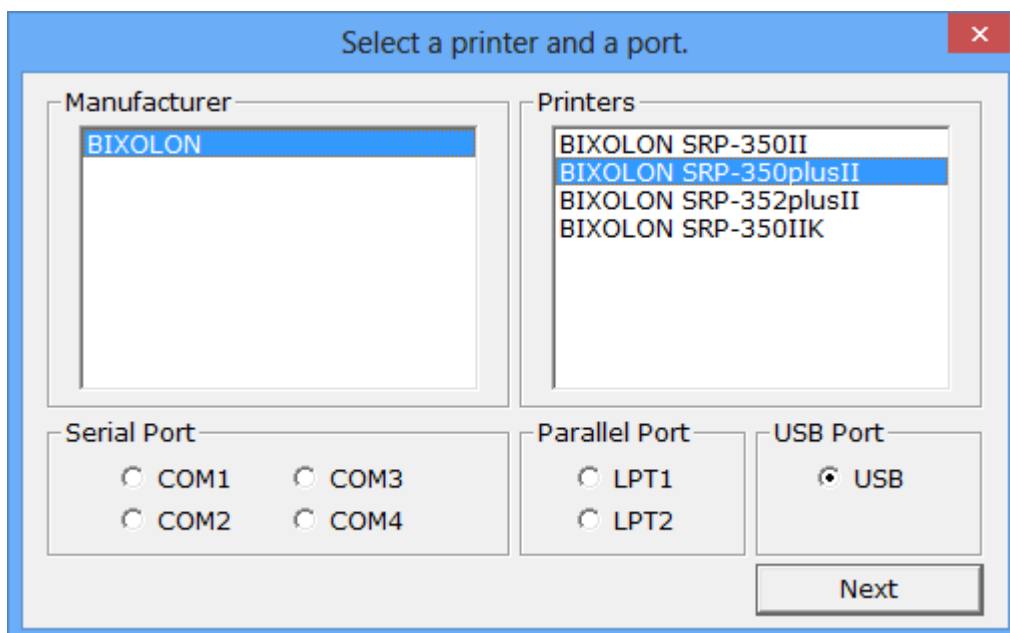 Select a printer and a port.
Manufacturer
BIXOLON
Printers
BIXOLON SRP-350II
BIXOLON SRP-350plusII
BIXOLON SRP-352plusII
BIXOLON SRP-350IIK
Serial Port
COM1 COM3
COM2 COM4
Parallel Port
LPT1
LPT2
USB Port
USB
Next